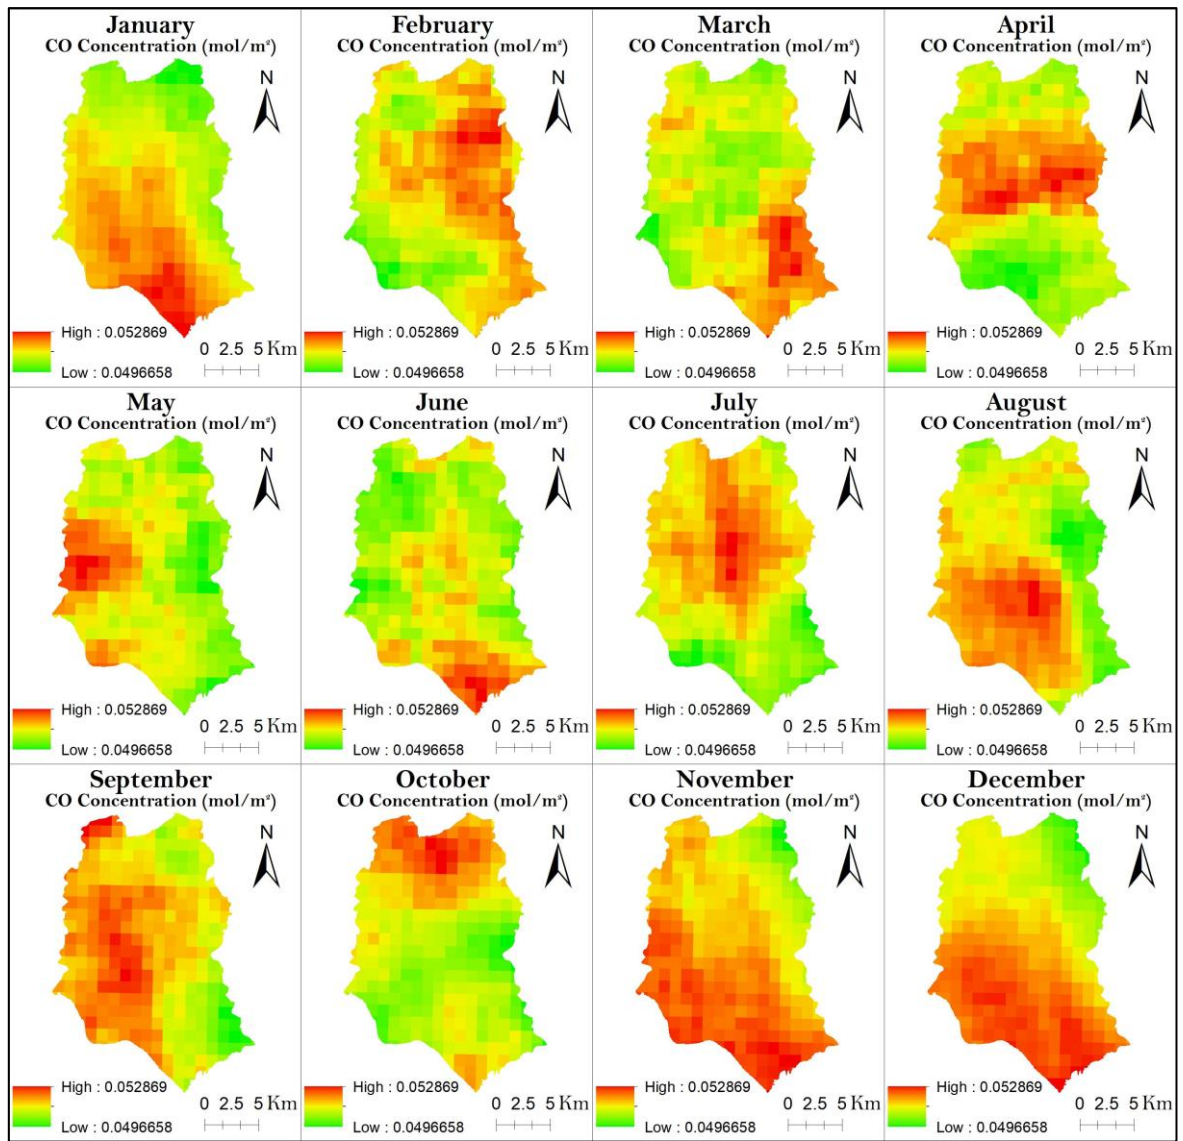 January
CO Concentration (mol/m²)
N
High : 0.052869
Low : 0.0496658
0 2.5 5 Km
February
CO Concentration (mol/m²)
N
High : 0.052869
Low : 0.0496658
0 2.5 5 Km
March
CO Concentration (mol/m²)
N
High : 0.052869
Low : 0.0496658
0 2.5 5 Km
April
CO Concentration (mol/m²)
N
High : 0.052869
Low : 0.0496658
0 2.5 5 Km
May
CO Concentration (mol/m²)
N
High : 0.052869
Low : 0.0496658
0 2.5 5 Km
June
CO Concentration (mol/m²)
N
High : 0.052869
Low : 0.0496658
0 2.5 5 Km
July
CO Concentration (mol/m²)
N
High : 0.052869
Low : 0.0496658
0 2.5 5 Km
August
CO Concentration (mol/m²)
N
High : 0.052869
Low : 0.0496658
0 2.5 5 Km
September
CO Concentration (mol/m²)
N
High : 0.052869
Low : 0.0496658
0 2.5 5 Km
October
CO Concentration (mol/m²)
N
High : 0.052869
Low : 0.0496658
0 2.5 5 Km
November
CO Concentration (mol/m²)
N
High : 0.052869
Low : 0.0496658
0 2.5 5 Km
December
CO Concentration (mol/m²)
N
High : 0.052869
Low : 0.0496658
0 2.5 5 Km